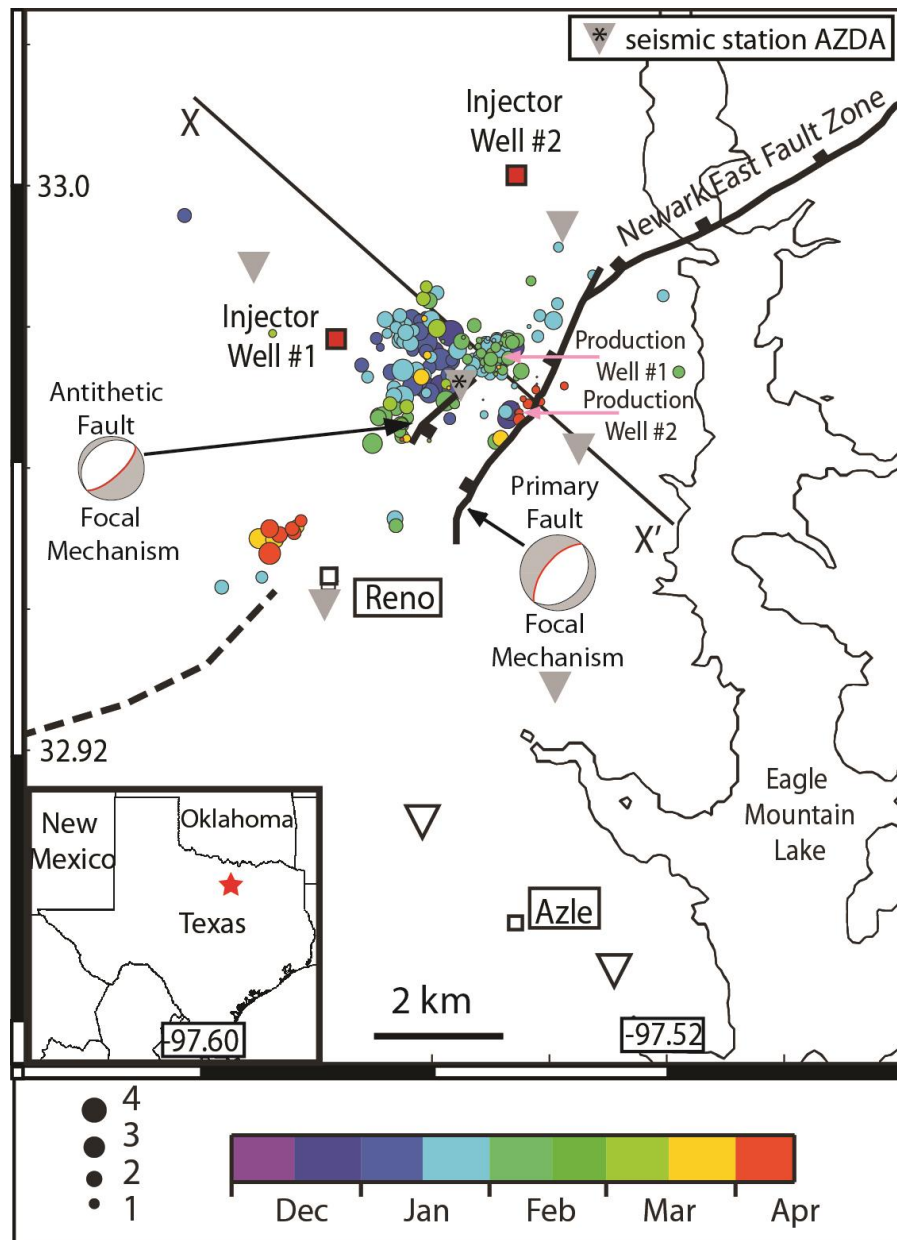 * seismic station AZDA
X
Injector
Well #2
Newark East Fault Zone
33.0
Injector
Well #1
Production
Well #1
Production
Well #2
*
Antithetic
Fault
Focal
Mechanism
Primary
Fault
X'
Focal
Mechanism
Reno
32.92
Eagle
Mountain
Lake
New
Mexico
Oklahoma
Texas
Azle
2 km
-97.60
-97.52
4
3
2
1
Dec Jan Feb Mar Apr